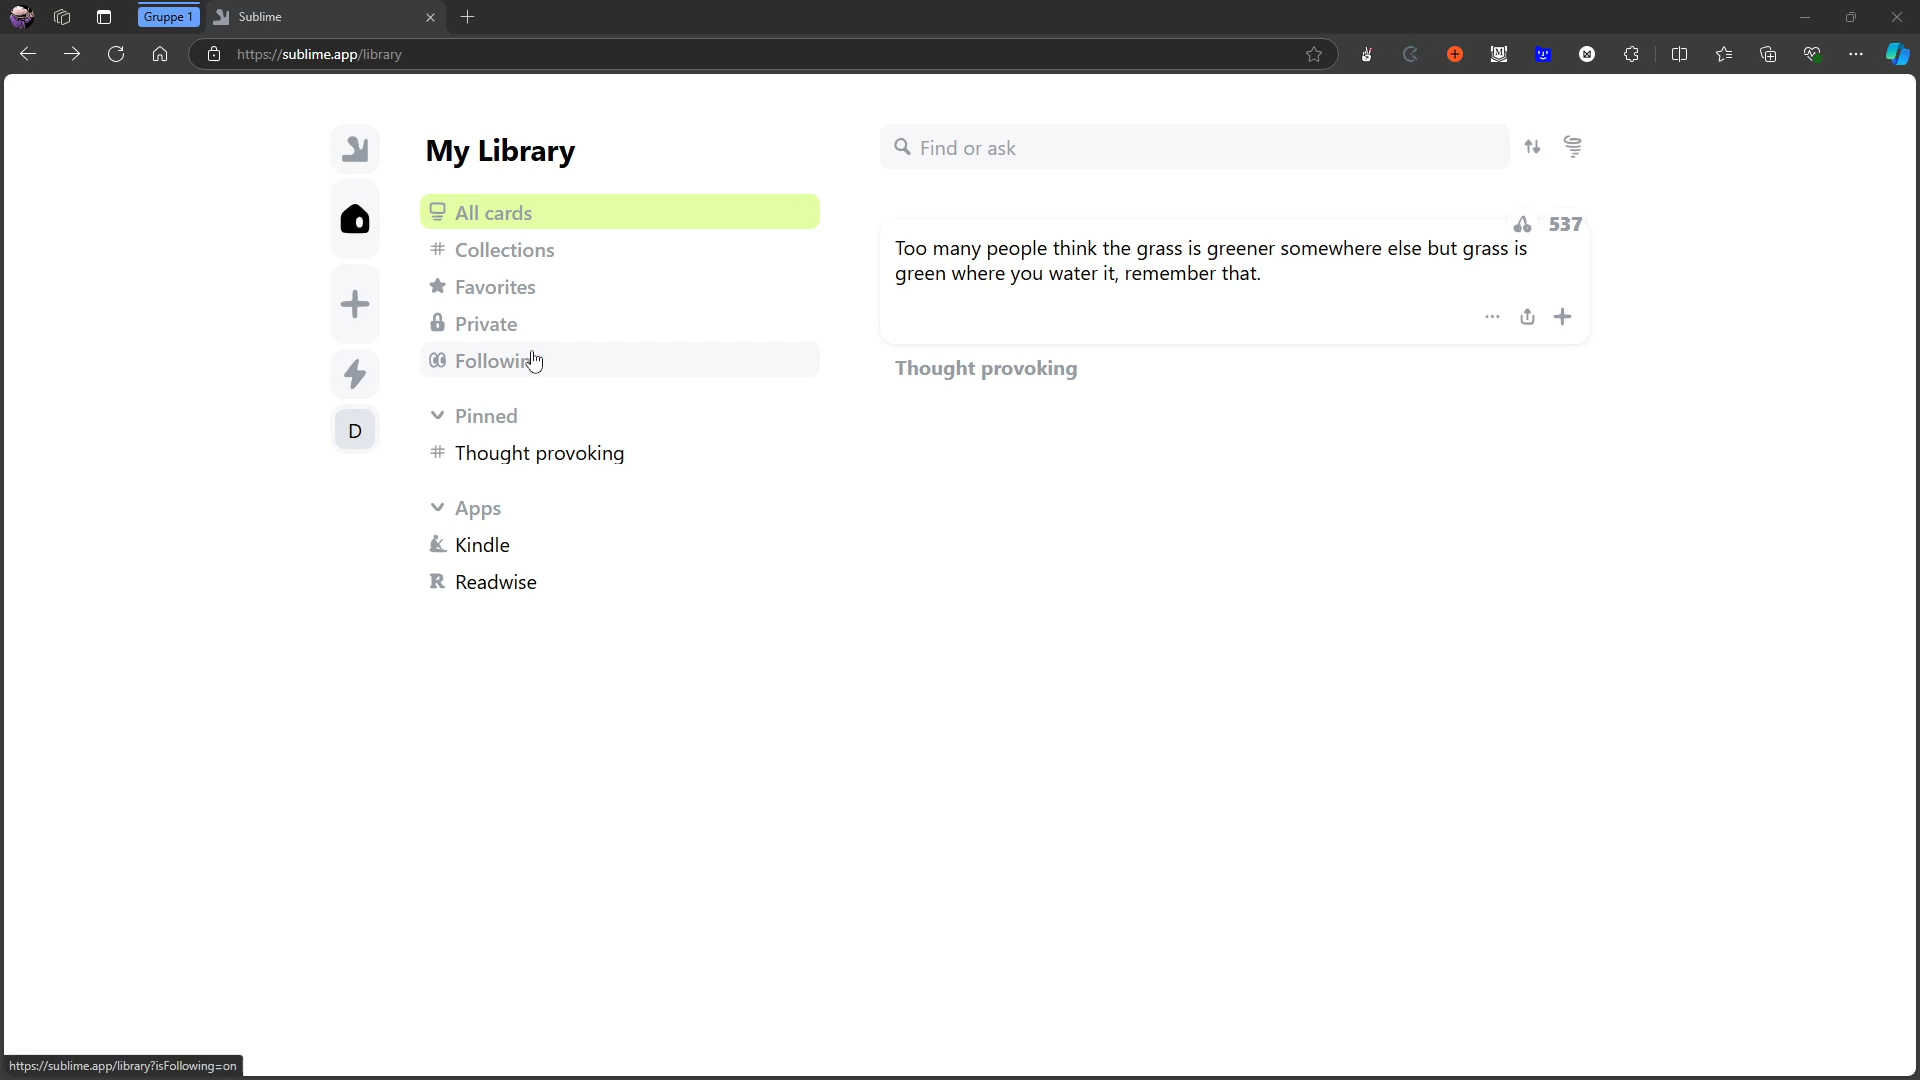 Gruppe 1
Sublime
https://sublime.app/library
My Library
All cards
Collections
Favorites
Private
Followin
Pinned
Thought provoking
Apps
Kindle
Readwise
D
Find or ask
537
Too many people think the grass is greener somewhere else but grass is
green where you water it, remember that.
Thought provoking
https://sublime.app/library?isFollowing=on